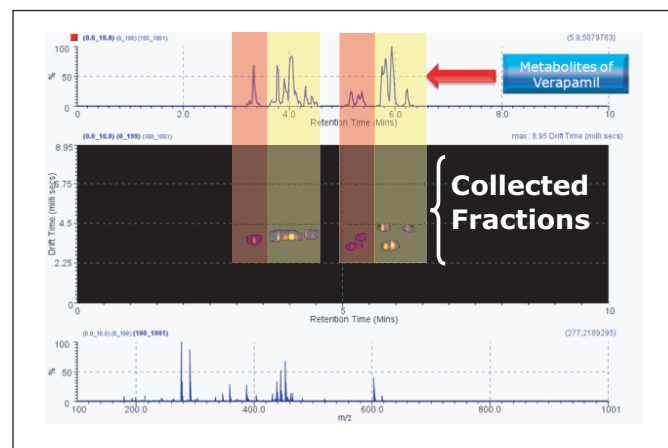 (0.0_10.0) (0_199) (100_1001)
(5.9;5079763)
100
%
50
0
0
2.0
4.0
6.0
8.0
10
Retention Time (Mins)
Metabolites of
Verapamil
(0.0_10.0) (0_199) (100_1001)
max : 8.95 Drift Time (milli secs)
8.95
6.75
4.5
2.25
0
Drift Time (milli secs)
Collected
Fractions
0
5
10
Retention Time (Mins)
(0.0_10.0) (0_199) (100_1001)
(277;2189295)
100
%
50
0
100
200.0
400.0
600.0
800.0
1001
m/z